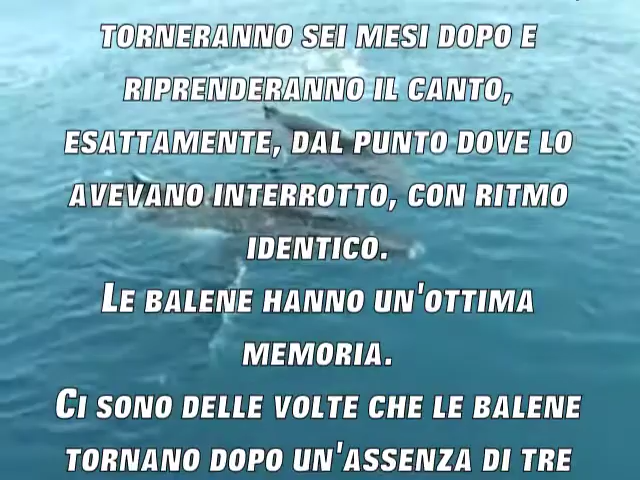 TORNERANNO SEI MESI DOPO E
RIPRENDERANNO IL CANTO,
ESATTAMENTE, DAL PUNTO DOVE LO
AVEVANO INTERROTTO, CON RITMO
IDENTICO.
LE BALENE HANNO UN'OTTIMA
MEMORIA.
CI SONO DELLE VOLTE CHE LE BALENE
TORNANO DOPO UN'ASSENZA DI TRE